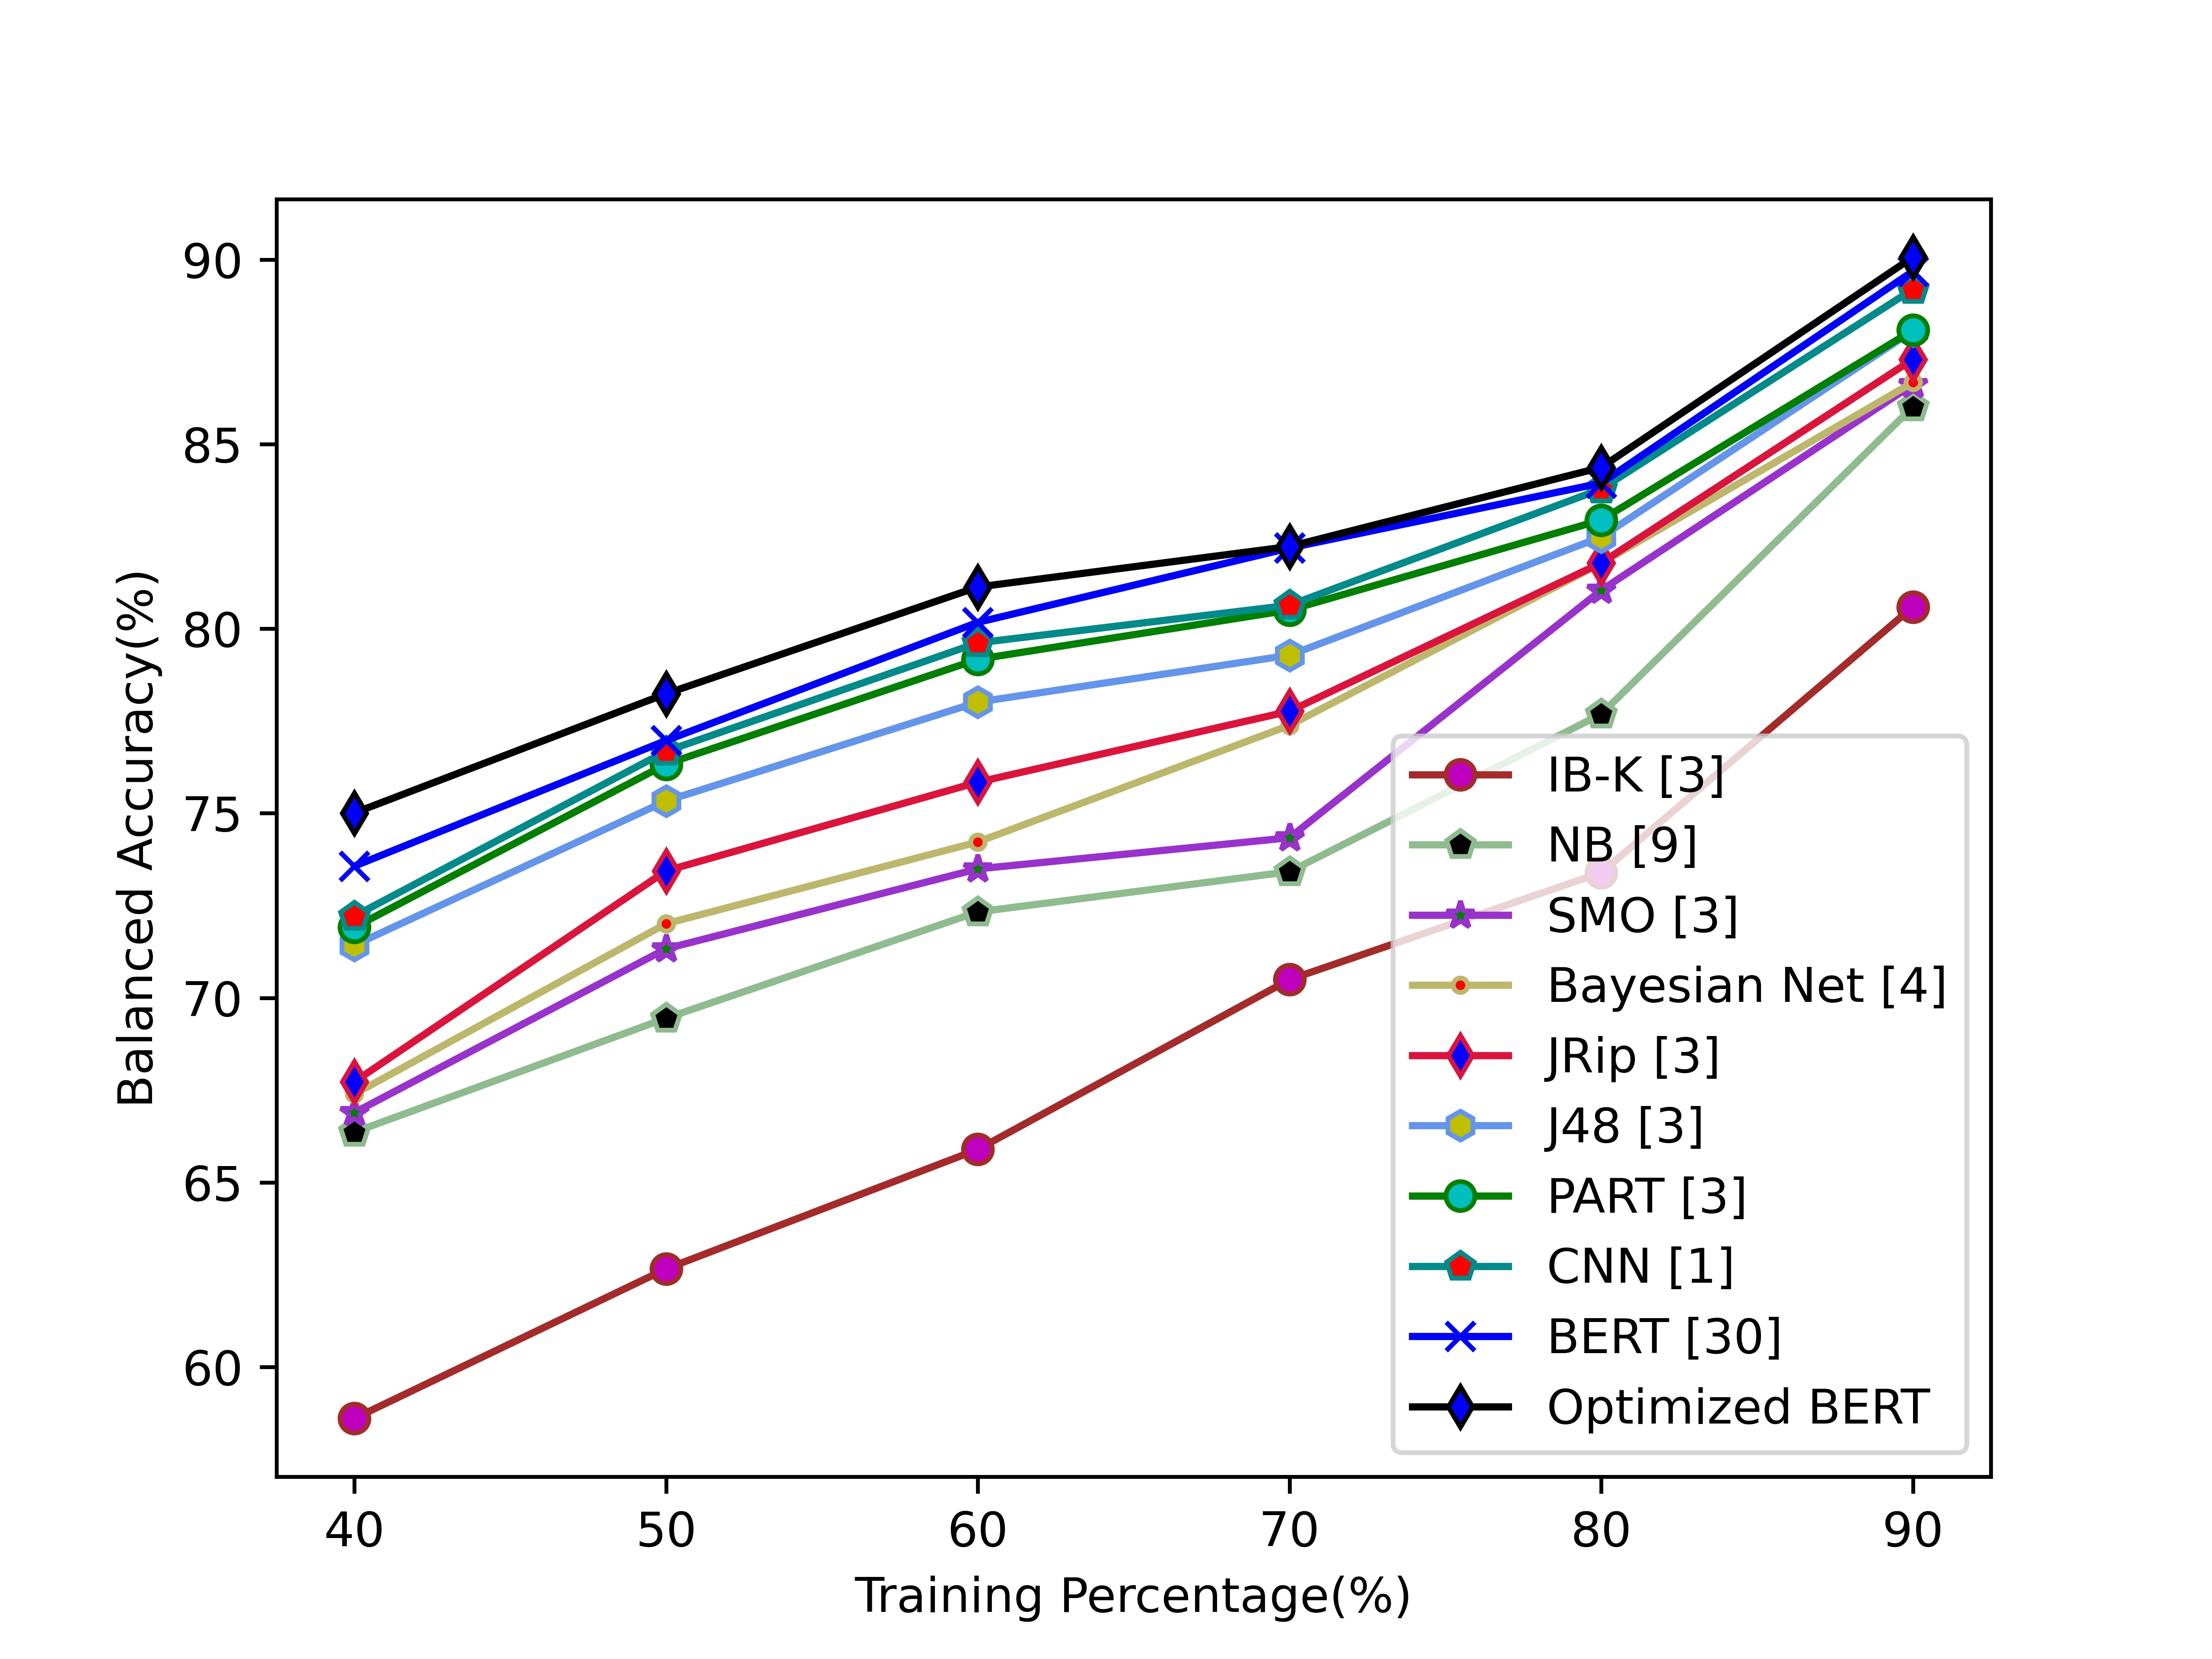 90
85
80
75
70
65
60
Balanced Accuracy(%)
IB-K [3]
NB [9]
SMO [3]
Bayesian Net [4]
JRip [3]
J48 [3]
PART [3]
CNN [1]
BERT [30]
Optimized BERT
40 50 60 70 80 90
Training Percentage(%)